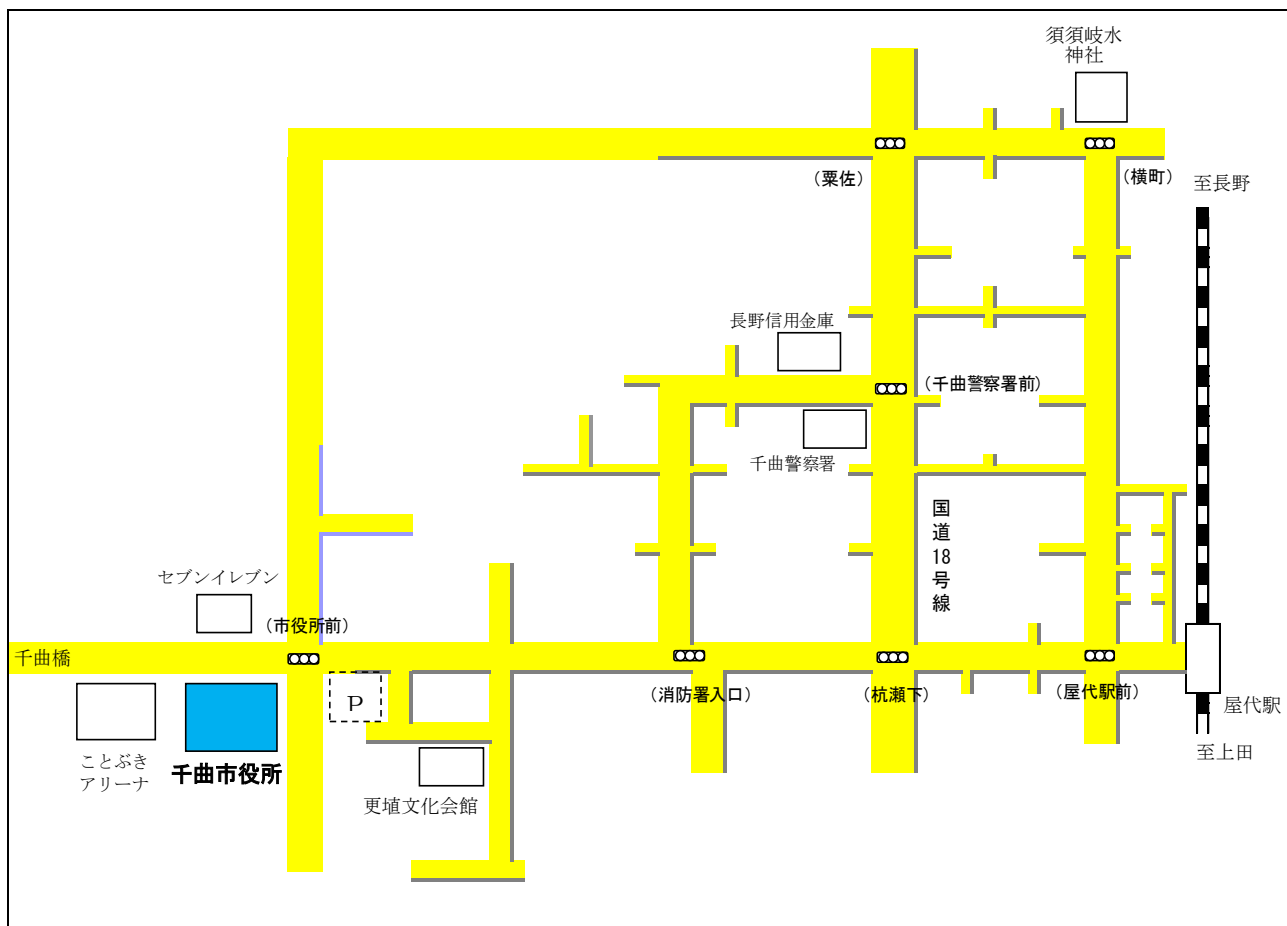 須須岐水
神社
（粟佐）
（横町）
至長野
長野信用金庫
（千曲警察署前）
千曲警察署
国道18号線
セブンイレブン
（市役所前）
千曲橋
P
（消防署入口）
（杭瀬下）
（屋代駅前）
屋代駅
至上田
ことぶき
アリーナ
千曲市役所
更埴文化会館